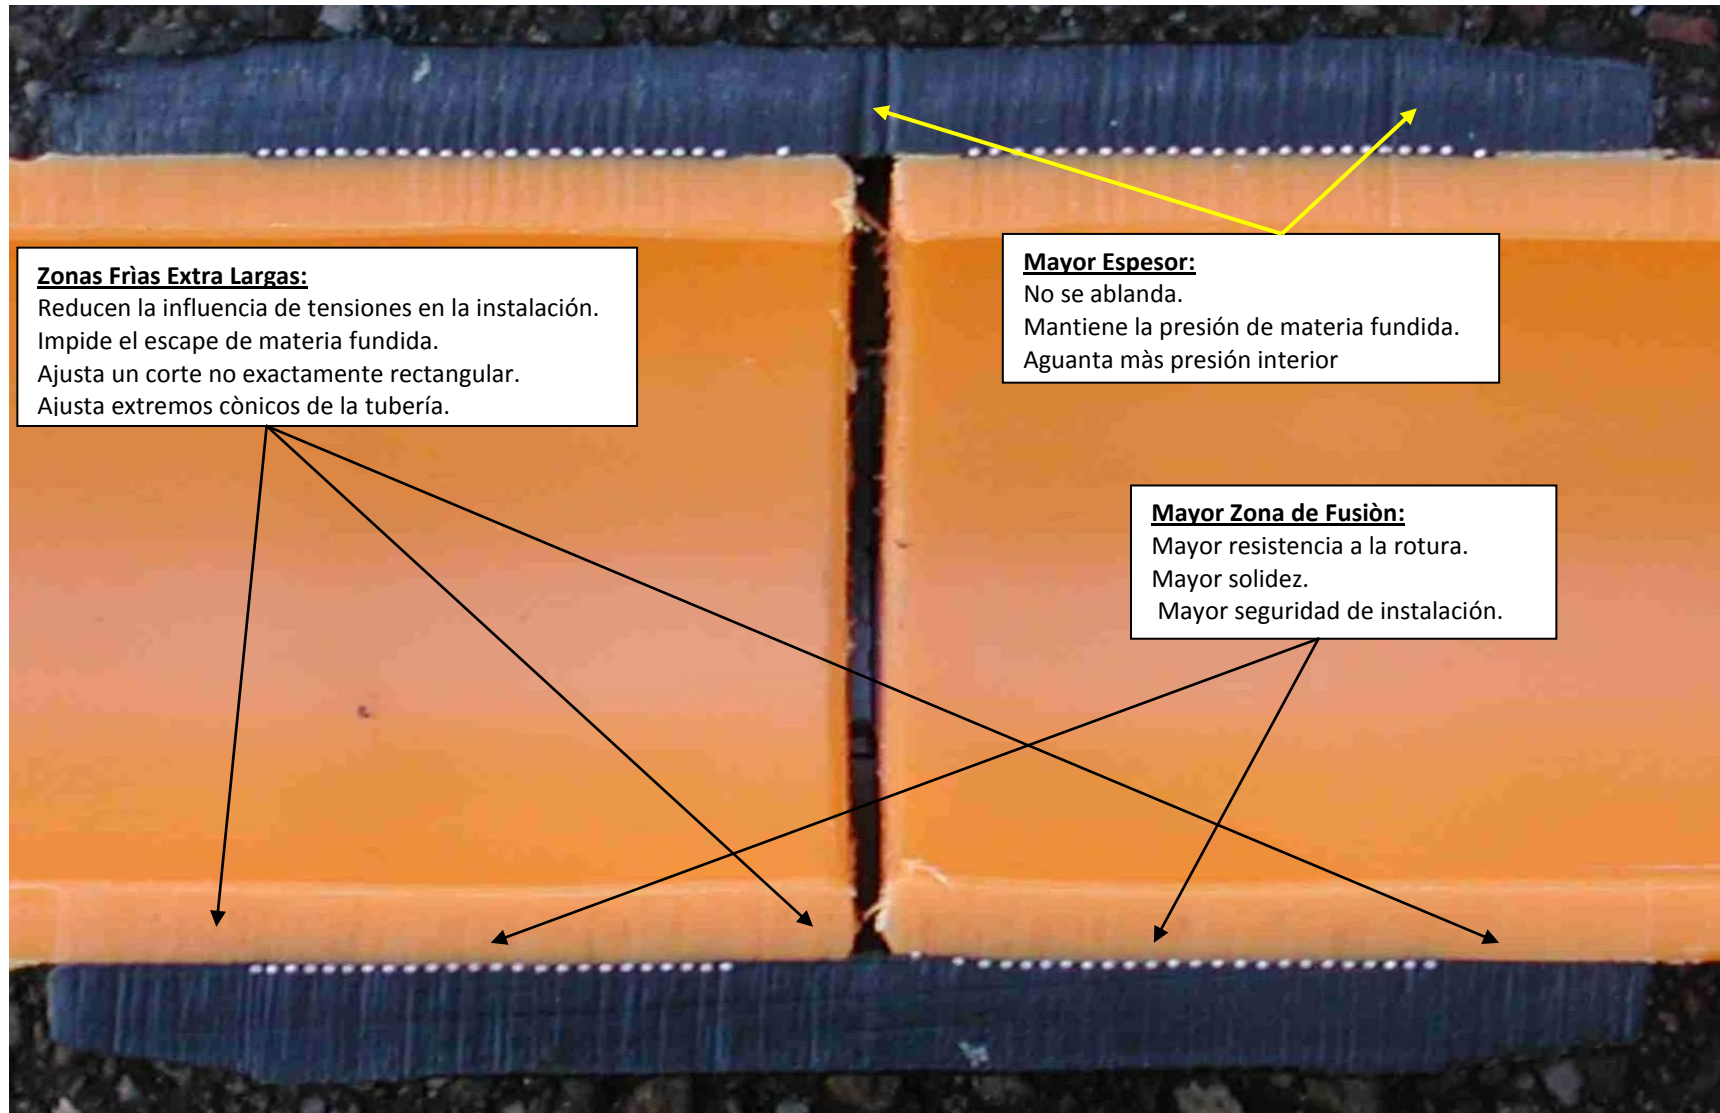 Zonas Frìas Extra Largas:
Reducen la influencia de tensiones en la instalación.
Impide el escape de materia fundida.
Ajusta un corte no exactamente rectangular.
Ajusta extremos cònicos de la tubería.
Mayor Espesor:
No se ablanda.
Mantiene la presión de materia fundida.
Aguanta màs presión interior
Mayor Zona de Fusiòn:
Mayor resistencia a la rotura.
Mayor solidez.
Mayor seguridad de instalación.